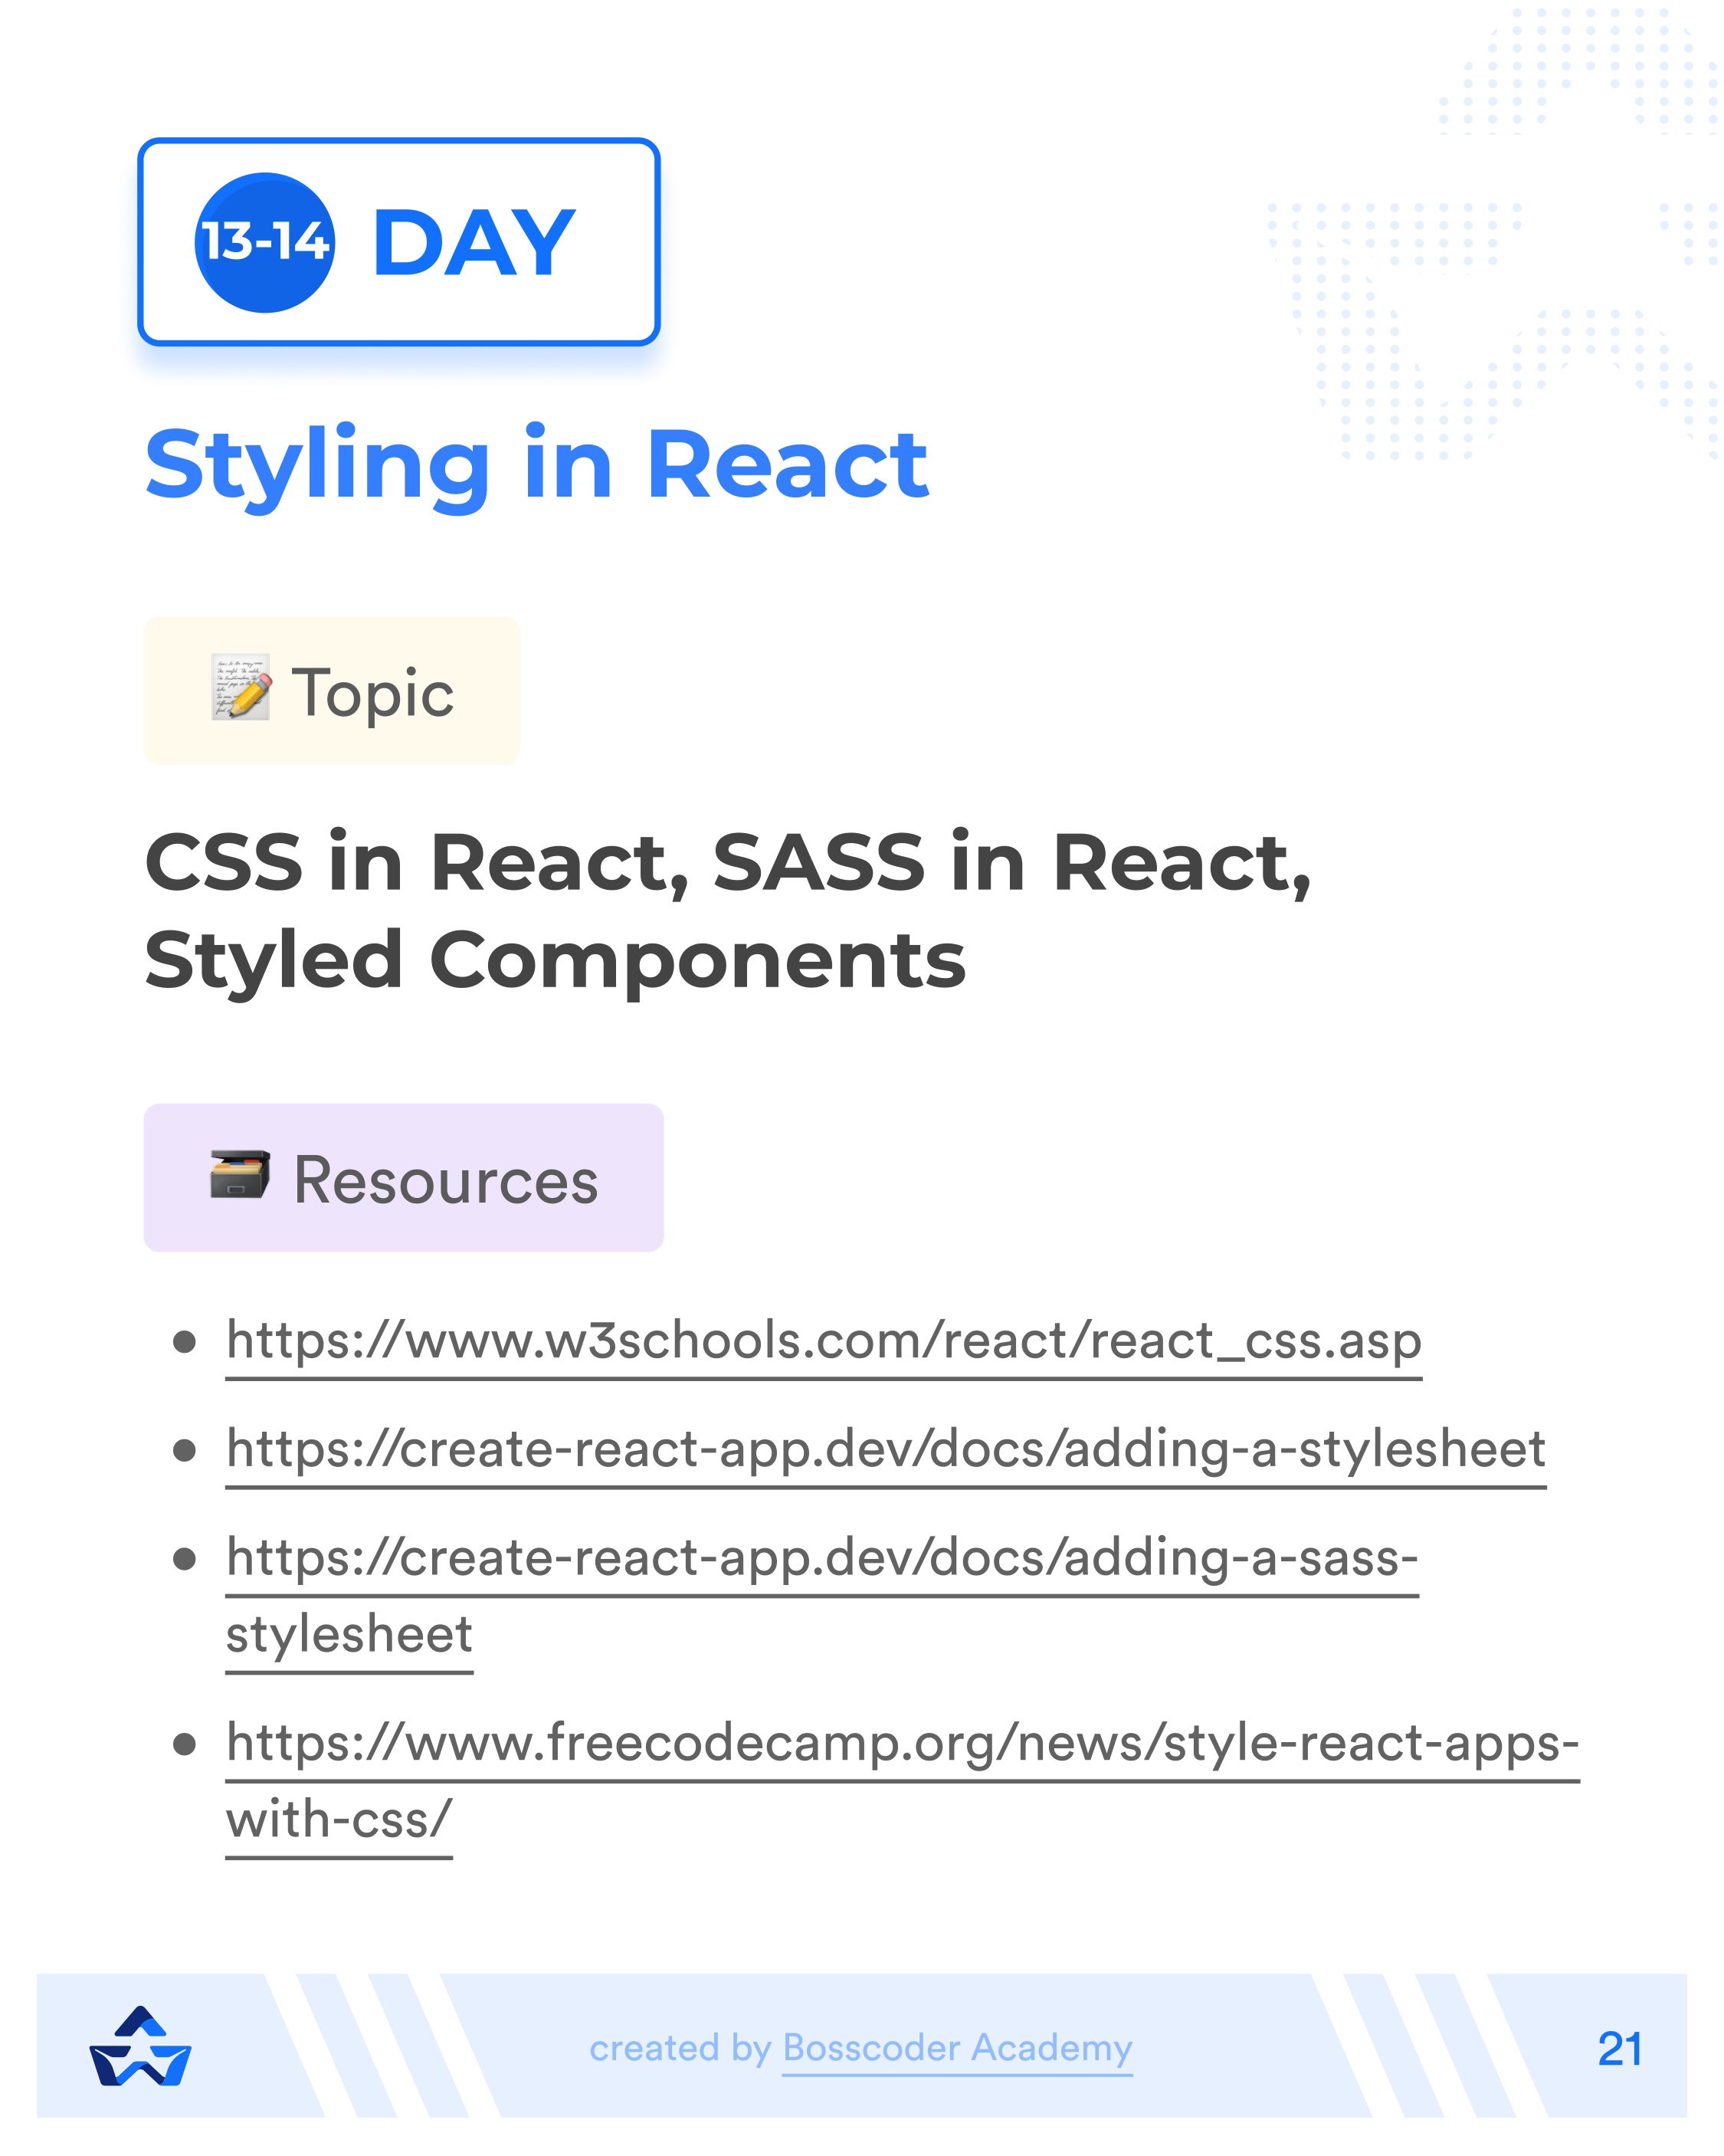 13-14 DAY
Styling in React
Topic
CSS in React, SASS in React,
Styled Components
Resources
https://www.w3schools.com/react/react_css.asp
https://create-react-app.dev/docs/adding-a-stylesheet
https://create-react-app.dev/docs/adding-a-sass-
stylesheet
https://www.freecodecamp.org/news/style-react-apps-
with-css/
created by Bosscoder Academy
21